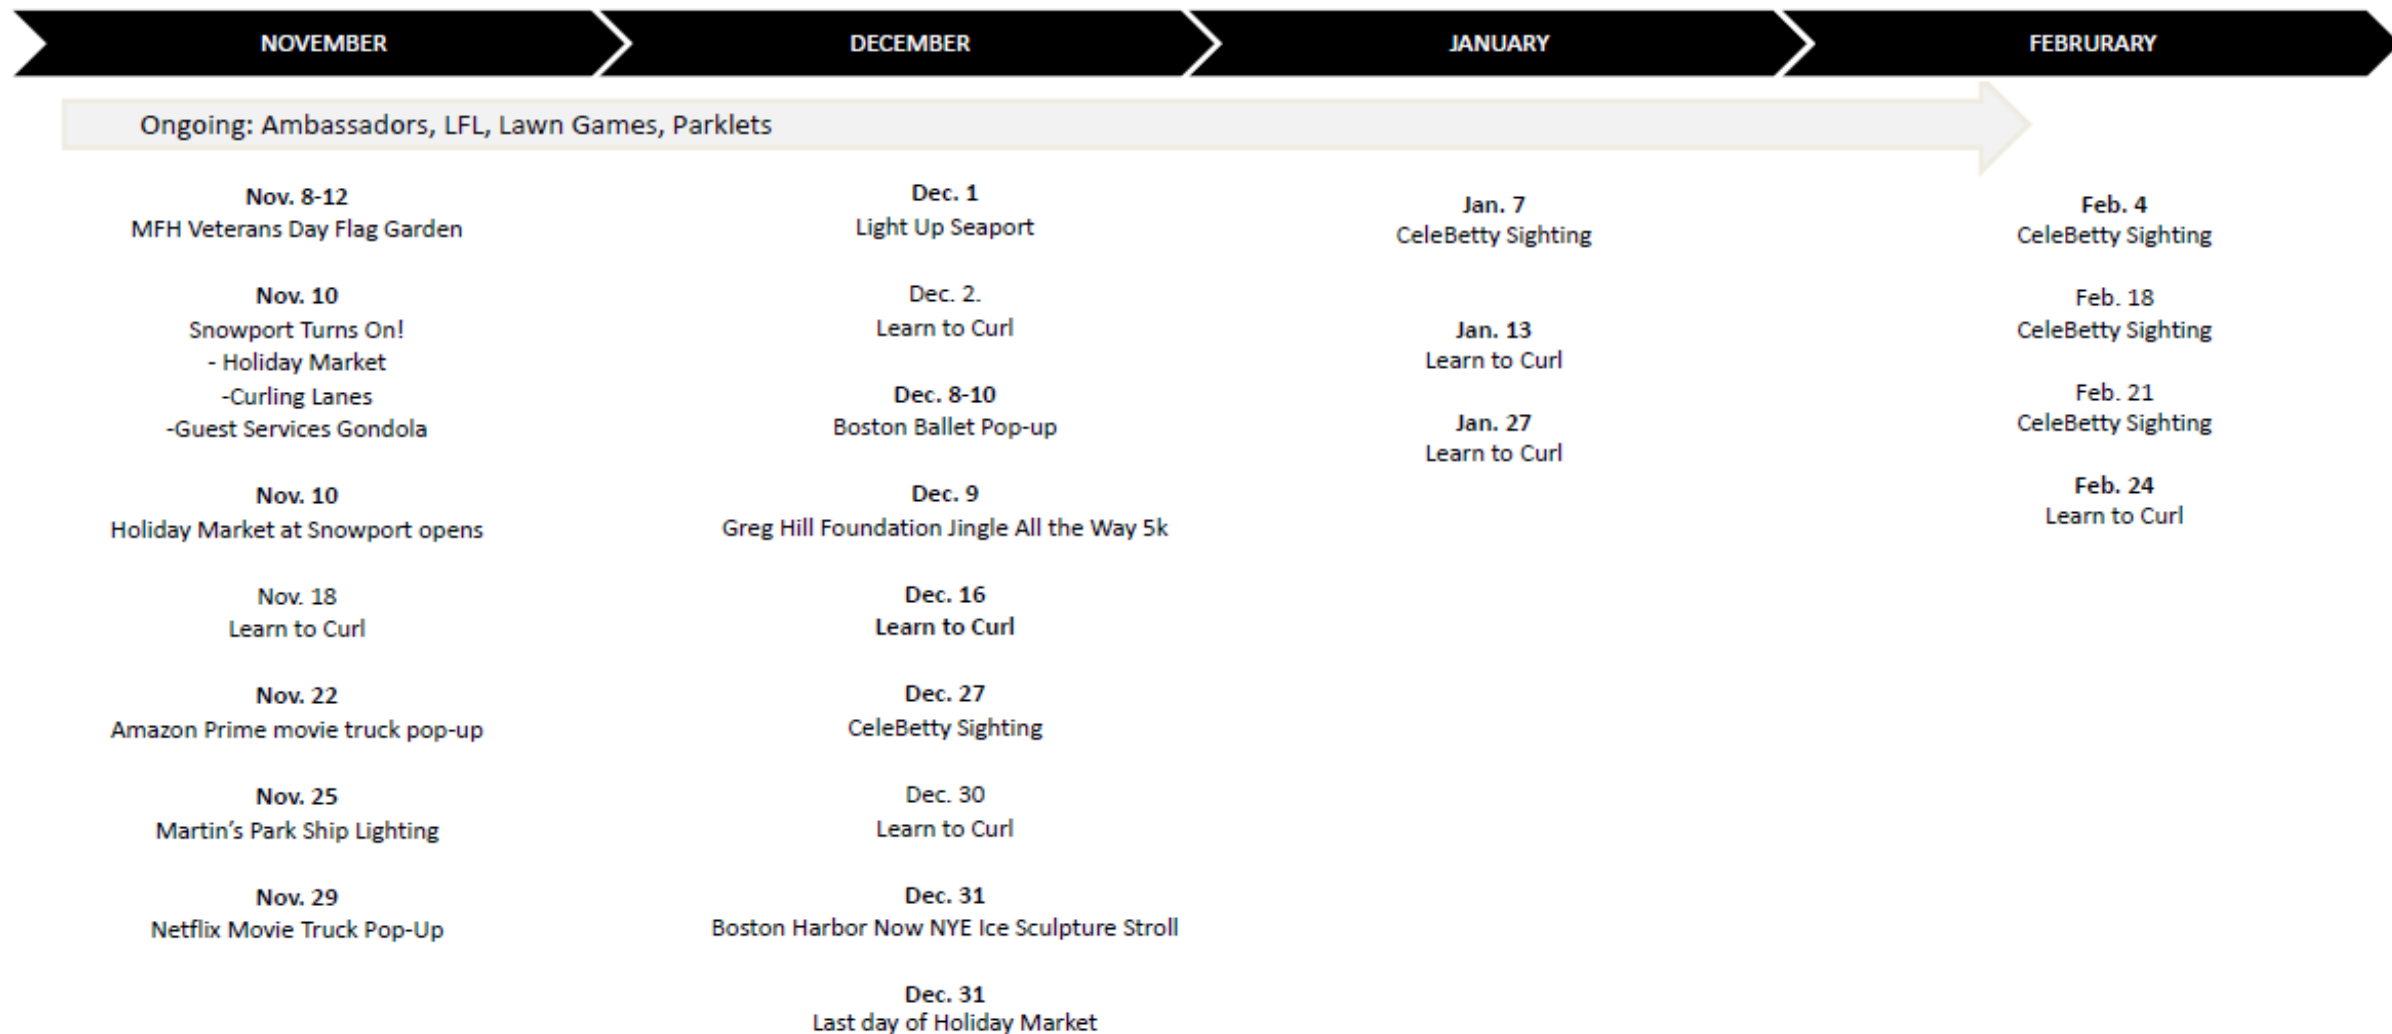 NOVEMBER
DECEMBER
JANUARY
FEBRURARY
Ongoing: Ambassadors, LFL, Lawn Games, Parklets
Nov. 8-12
MFH Veterans Day Flag Garden
Nov. 10
Snowport Turns On!
- Holiday Market
-Curling Lanes
-Guest Services Gondola
Nov. 10
Holiday Market at Snowport opens
Nov. 18
Learn to Curl
Nov. 22
Amazon Prime movie truck pop-up
Nov. 25
Martin’s Park Ship Lighting
Nov. 29
Netflix Movie Truck Pop-Up
Dec. 1
Light Up Seaport
Dec. 2.
Learn to Curl
Dec. 8-10
Boston Ballet Pop-up
Dec. 9
Greg Hill Foundation Jingle All the Way 5k
Dec. 16
Learn to Curl
Dec. 27
CeleBetty Sighting
Dec. 30
Learn to Curl
Dec. 31
Boston Harbor Now NYE Ice Sculpture Stroll
Dec. 31
Last day of Holiday Market
Jan. 7
CeleBetty Sighting
Jan. 13
Learn to Curl
Jan. 27
Learn to Curl
Feb. 4
CeleBetty Sighting
Feb. 18
CeleBetty Sighting
Feb. 21
CeleBetty Sighting
Feb. 24
Learn to Curl